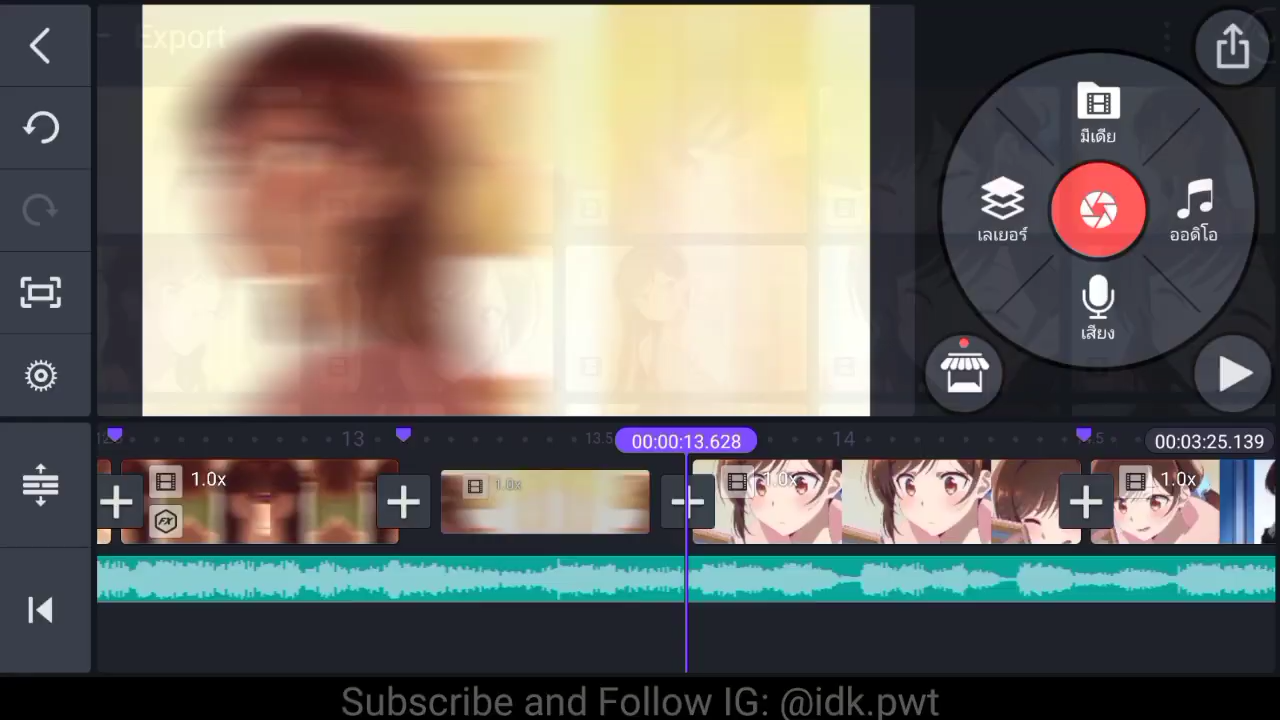 Export
มีเดีย
เลเยอร์
ออดิโอ
เสียง
13
13.5
00:00:13.628
14
00:03:25.139
1.0x
1.0x
1.0x
1.0x
FX
Subscribe and Follow IG: @idk.pwt